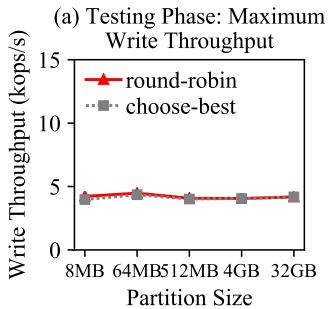 (a) Testing Phase: Maximum
Write Throughput
Write Throughput (kops/s)
15
10
5
0
round-robin
choose-best
8MB 64MB 512MB 4GB 32GB
Partition Size